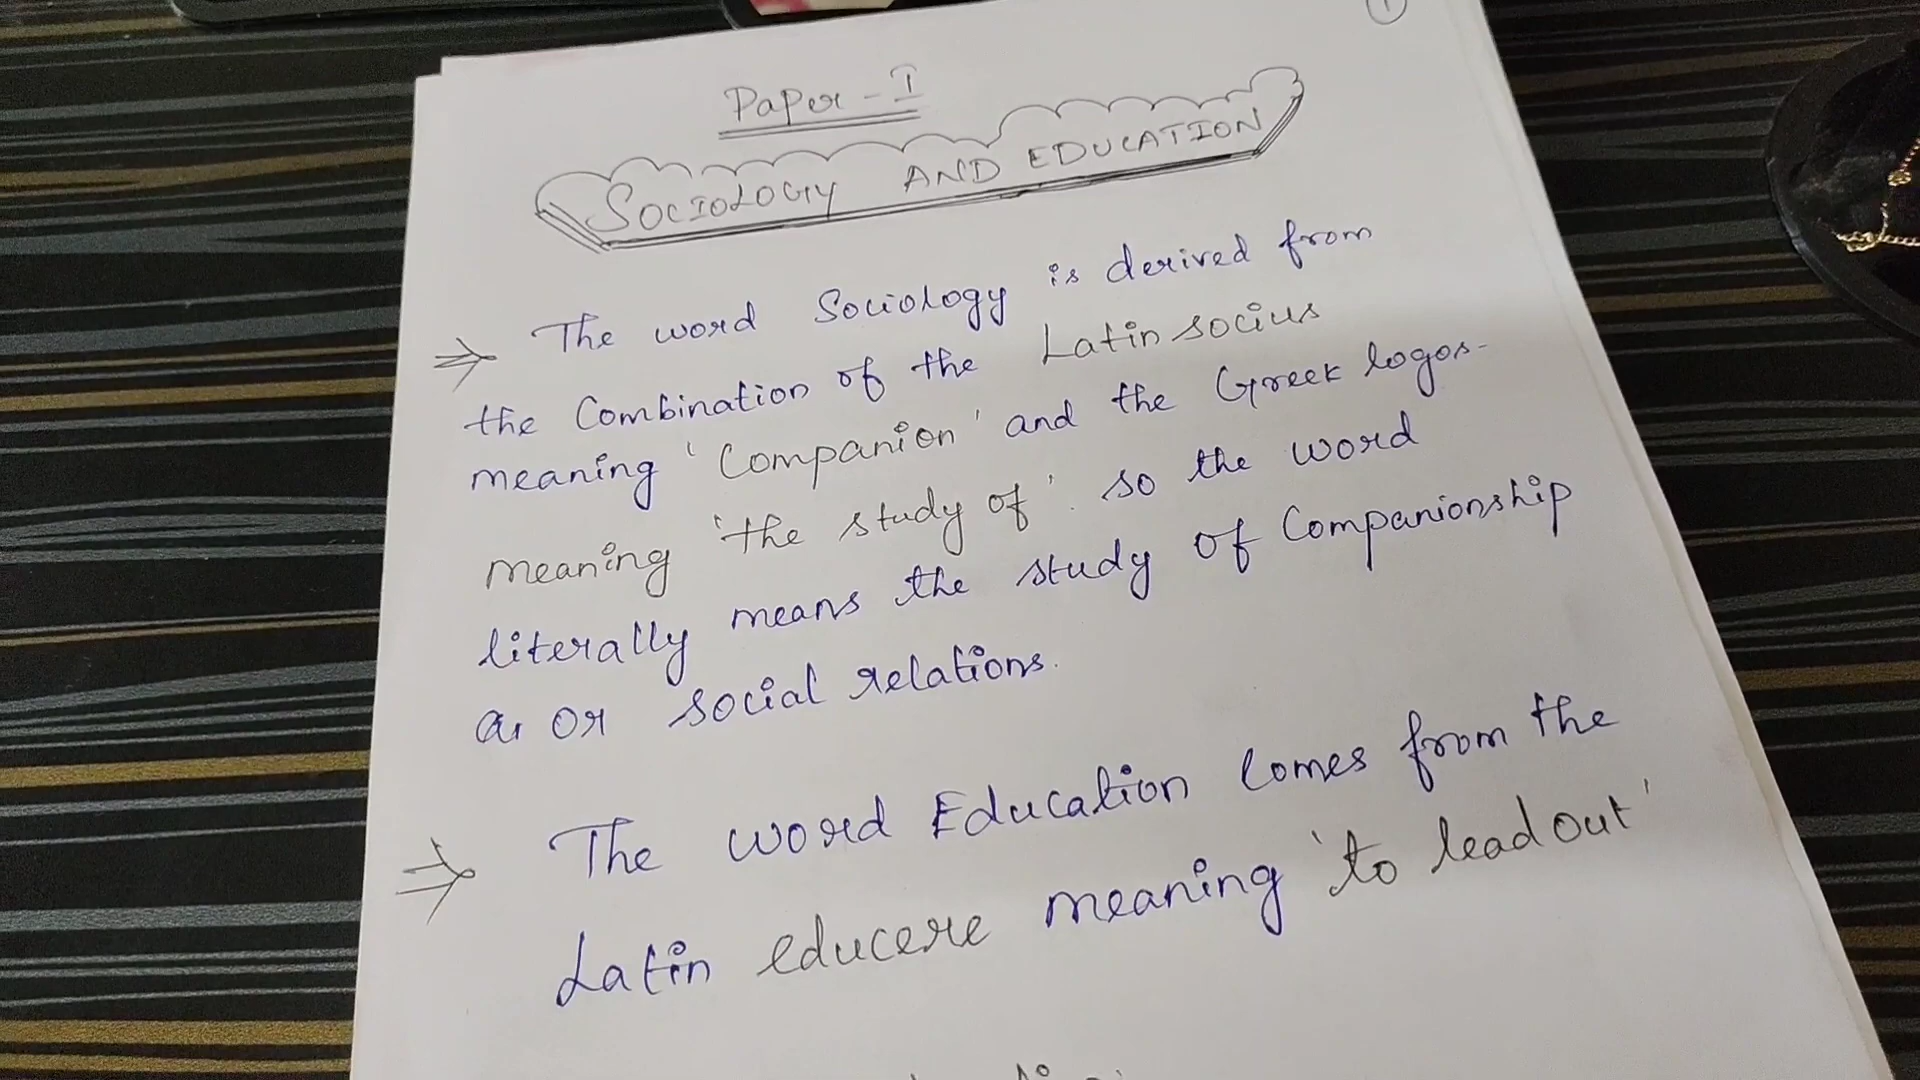 1
Paper - I
SOCIOLOGY AND EDUCATION
⇒ The word Sociology is derived from
the Combination of the Latin socius
meaning 'Companion' and the Greek logos-
meaning 'the study of'. so the word
literally means the study of Companionship
a or social relations.
⇒ The word Education comes from the
Latin educere meaning 'to lead out'